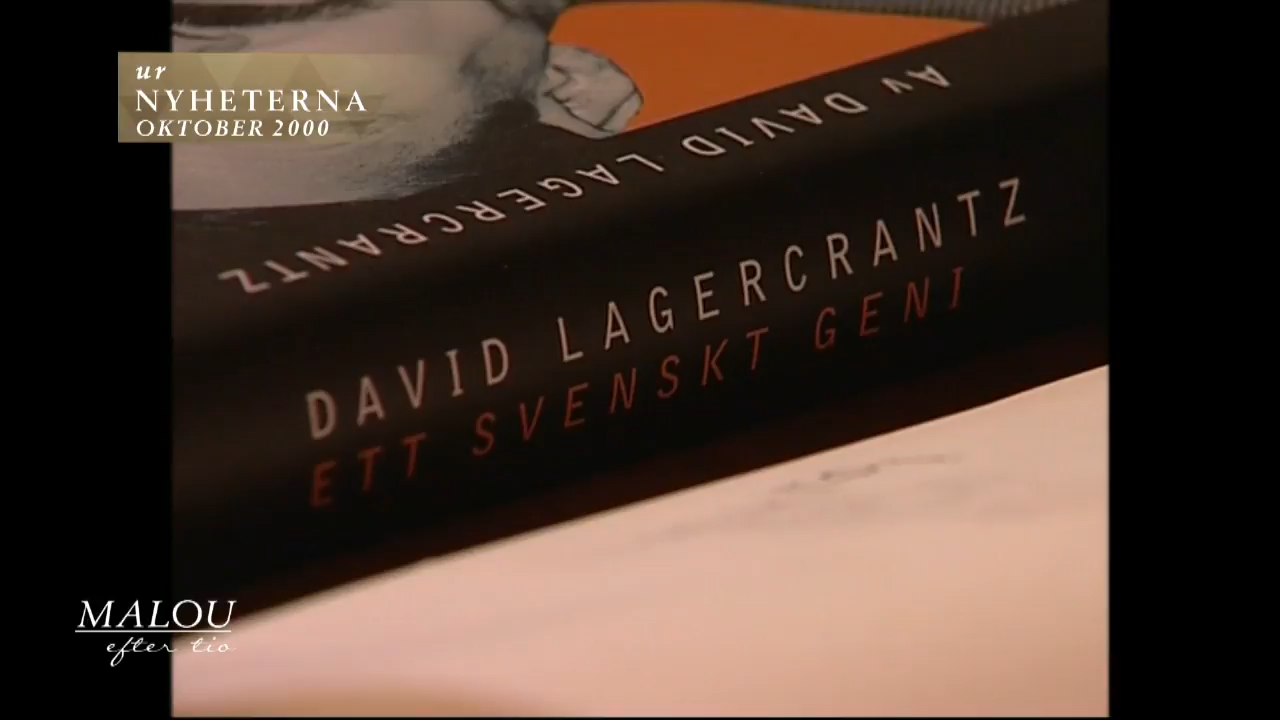 ur
NYHETERNA
OKTOBER 2000
AV DAVID LAGERCRANTZ
DAVID LAGERCRANTZ
ETT SVENSKT GENI
MALOU
efter tio